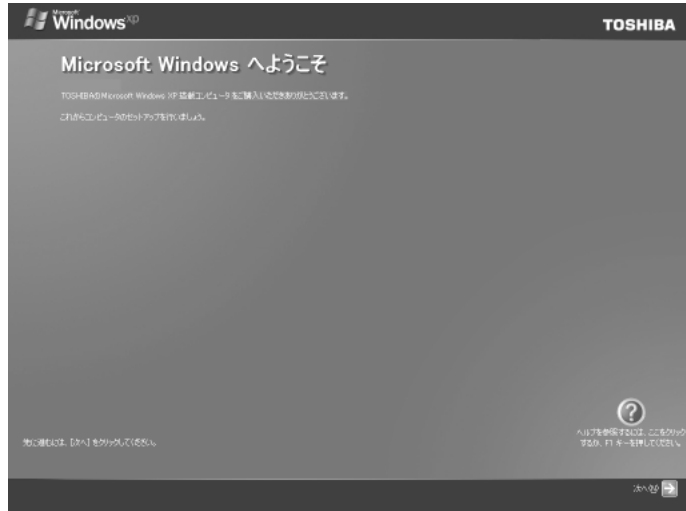 Microsoft
Windows xp
TOSHIBA
Microsoft Windows へようこそ
TOSHIBAのMicrosoft Windows XP 搭載コンピュータをご購入いただきありがとうございます。
これからコンピュータのセットアップを行いましょう。
先に進むには、[次へ] をクリックしてください。
ヘルプを参照するには、ここをクリック
するか、F1 キーを押してください。
次へ(N)